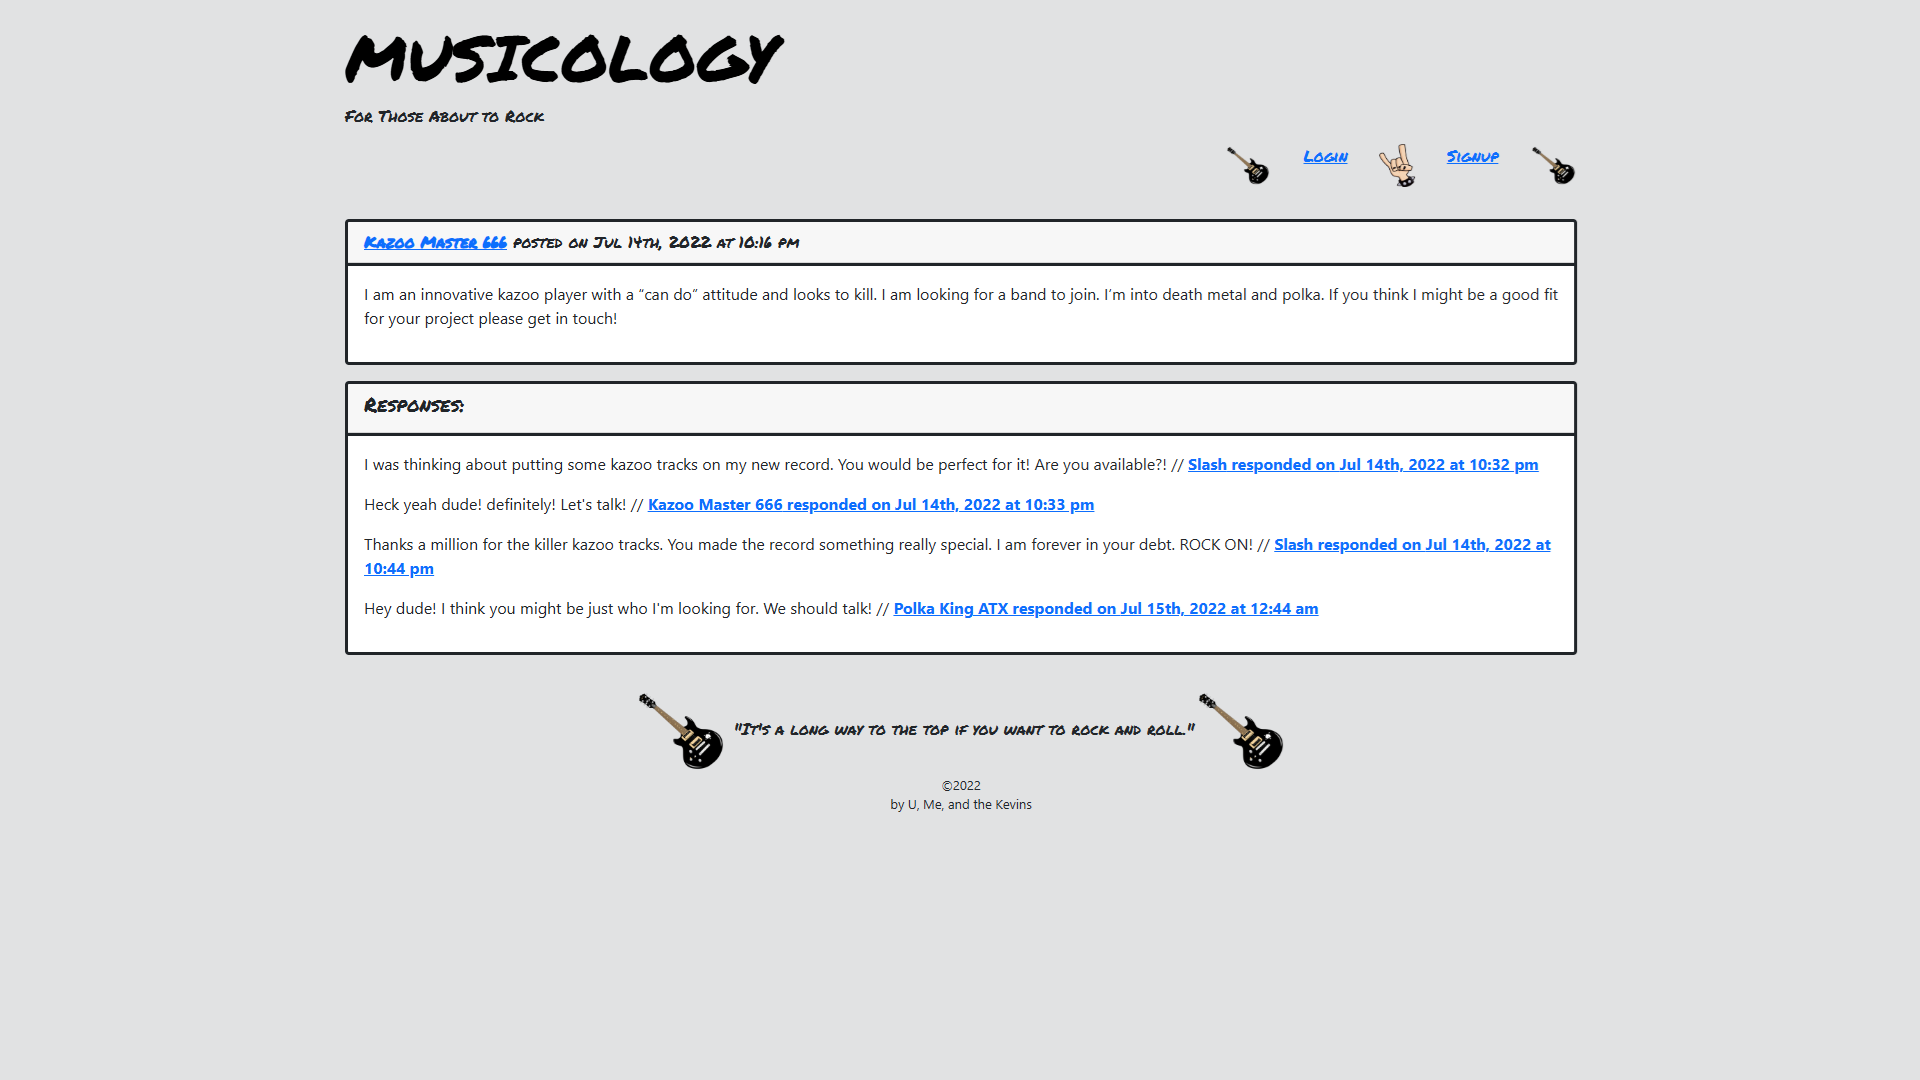 MUSICOLOGY
For Those About to Rock
Login Signup
Kazoo Master 666 posted on Jul 14th, 2022 at 10:16 pm
I am an innovative kazoo player with a “can do” attitude and looks to kill. I am looking for a band to join. I’m into death metal and polka. If you think I might be a good fit
for your project please get in touch!
Responses:
I was thinking about putting some kazoo tracks on my new record. You would be perfect for it! Are you available?! // Slash responded on Jul 14th, 2022 at 10:32 pm
Heck yeah dude! definitely! Let's talk! // Kazoo Master 666 responded on Jul 14th, 2022 at 10:33 pm
Thanks a million for the killer kazoo tracks. You made the record something really special. I am forever in your debt. ROCK ON! // Slash responded on Jul 14th, 2022 at
10:44 pm
Hey dude! I think you might be just who I'm looking for. We should talk! // Polka King ATX responded on Jul 15th, 2022 at 12:44 am
"It's a long way to the top if you want to rock and roll."
©2022
by U, Me, and the Kevins